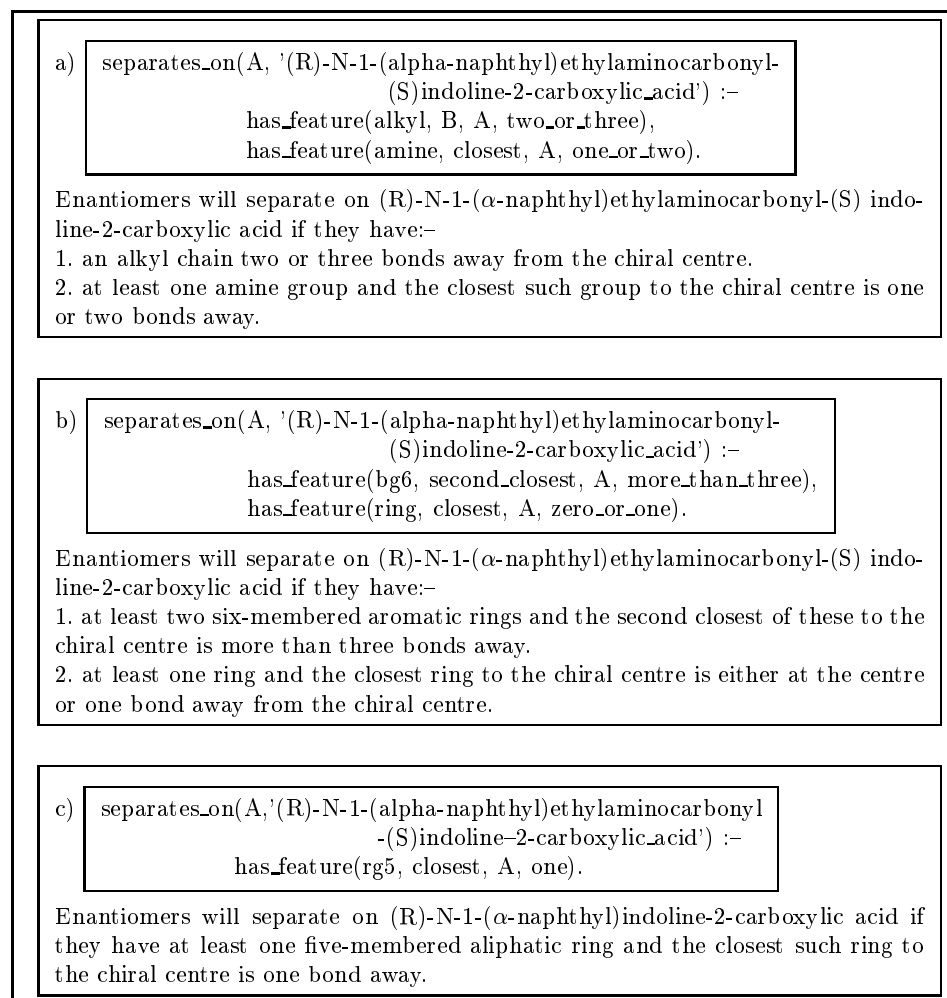 a) separates_on(A, '(R)-N-1-(alpha-naphthyl)ethylaminocarbonyl-
(S)indoline-2-carboxylic_acid') :–
has_feature(alkyl, B, A, two_or_three),
has_feature(amine, closest, A, one_or_two).
Enantiomers will separate on (R)-N-1-(α-naphthyl)ethylaminocarbonyl-(S) indo-
line-2-carboxylic acid if they have:–
1. an alkyl chain two or three bonds away from the chiral centre.
2. at least one amine group and the closest such group to the chiral centre is one
or two bonds away.
b) separates_on(A, '(R)-N-1-(alpha-naphthyl)ethylaminocarbonyl-
(S)indoline-2-carboxylic_acid') :–
has_feature(bg6, second_closest, A, more_than_three),
has_feature(ring, closest, A, zero_or_one).
Enantiomers will separate on (R)-N-1-(α-naphthyl)ethylaminocarbonyl-(S) indo-
line-2-carboxylic acid if they have:–
1. at least two six-membered aromatic rings and the second closest of these to the
chiral centre is more than three bonds away.
2. at least one ring and the closest ring to the chiral centre is either at the centre
or one bond away from the chiral centre.
c) separates_on(A,'(R)-N-1-(alpha-naphthyl)ethylaminocarbonyl
-(S)indoline–2-carboxylic_acid') :–
has_feature(rg5, closest, A, one).
Enantiomers will separate on (R)-N-1-(α-naphthyl)indoline-2-carboxylic acid if
they have at least one five-membered aliphatic ring and the closest such ring to
the chiral centre is one bond away.